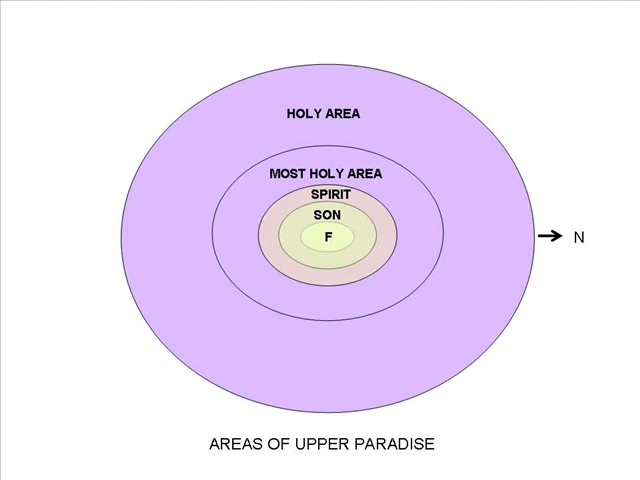 HOLY AREA
MOST HOLY AREA
SPIRIT
SON
F
N
AREAS OF UPPER PARADISE